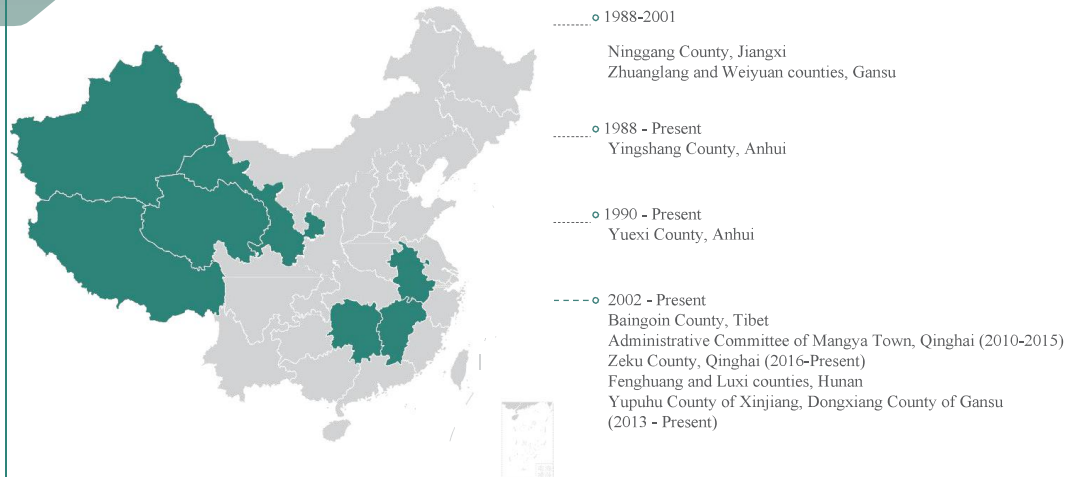 1988-2001
Ninggang County, Jiangxi
Zhuanglang and Weiyuan counties, Gansu
1988 - Present
Yingshang County, Anhui
1990 - Present
Yuexi County, Anhui
2002 - Present
Baingoin County, Tibet
Administrative Committee of Mangya Town, Qinghai (2010-2015)
Zeku County, Qinghai (2016-Present)
Fenghuang and Luxi counties, Hunan
Yupuhu County of Xinjiang, Dongxiang County of Gansu
(2013 - Present)